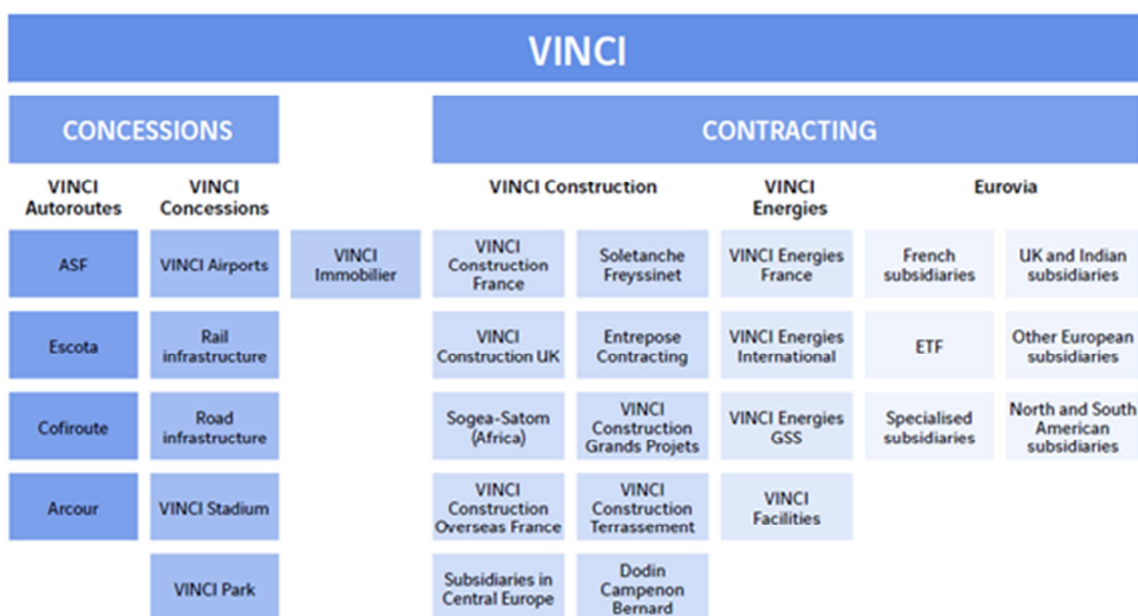 VINCI
CONCESSIONS
CONTRACTING
VINCI
Autoroutes
VINCI
Concessions
VINCI Construction
VINCI
Energies
Eurovia
ASF
VINCI Airports
VINCI
Immobilier
VINCI
Construction
France
Soletanche
Freyssinet
VINCI Energies
France
French
subsidiaries
UK and Indian
subsidiaries
Escota
Rail
infrastructure
VINCI
Construction UK
Entrepose
Contracting
VINCI Energies
International
ETF
Other European
subsidiaries
Cofiroute
Road
infrastructure
Sogea-Satom
(Africa)
VINCI
Construction
Grands Projets
VINCI Energies
GSS
Specialised
subsidiaries
North and South
American
subsidiaries
Arcour
VINCI Stadium
VINCI
Construction
Overseas France
VINCI
Construction
Terrassement
VINCI
Facilities
VINCI Park
Subsidiaries in
Central Europe
Dodin
Campenon
Bernard